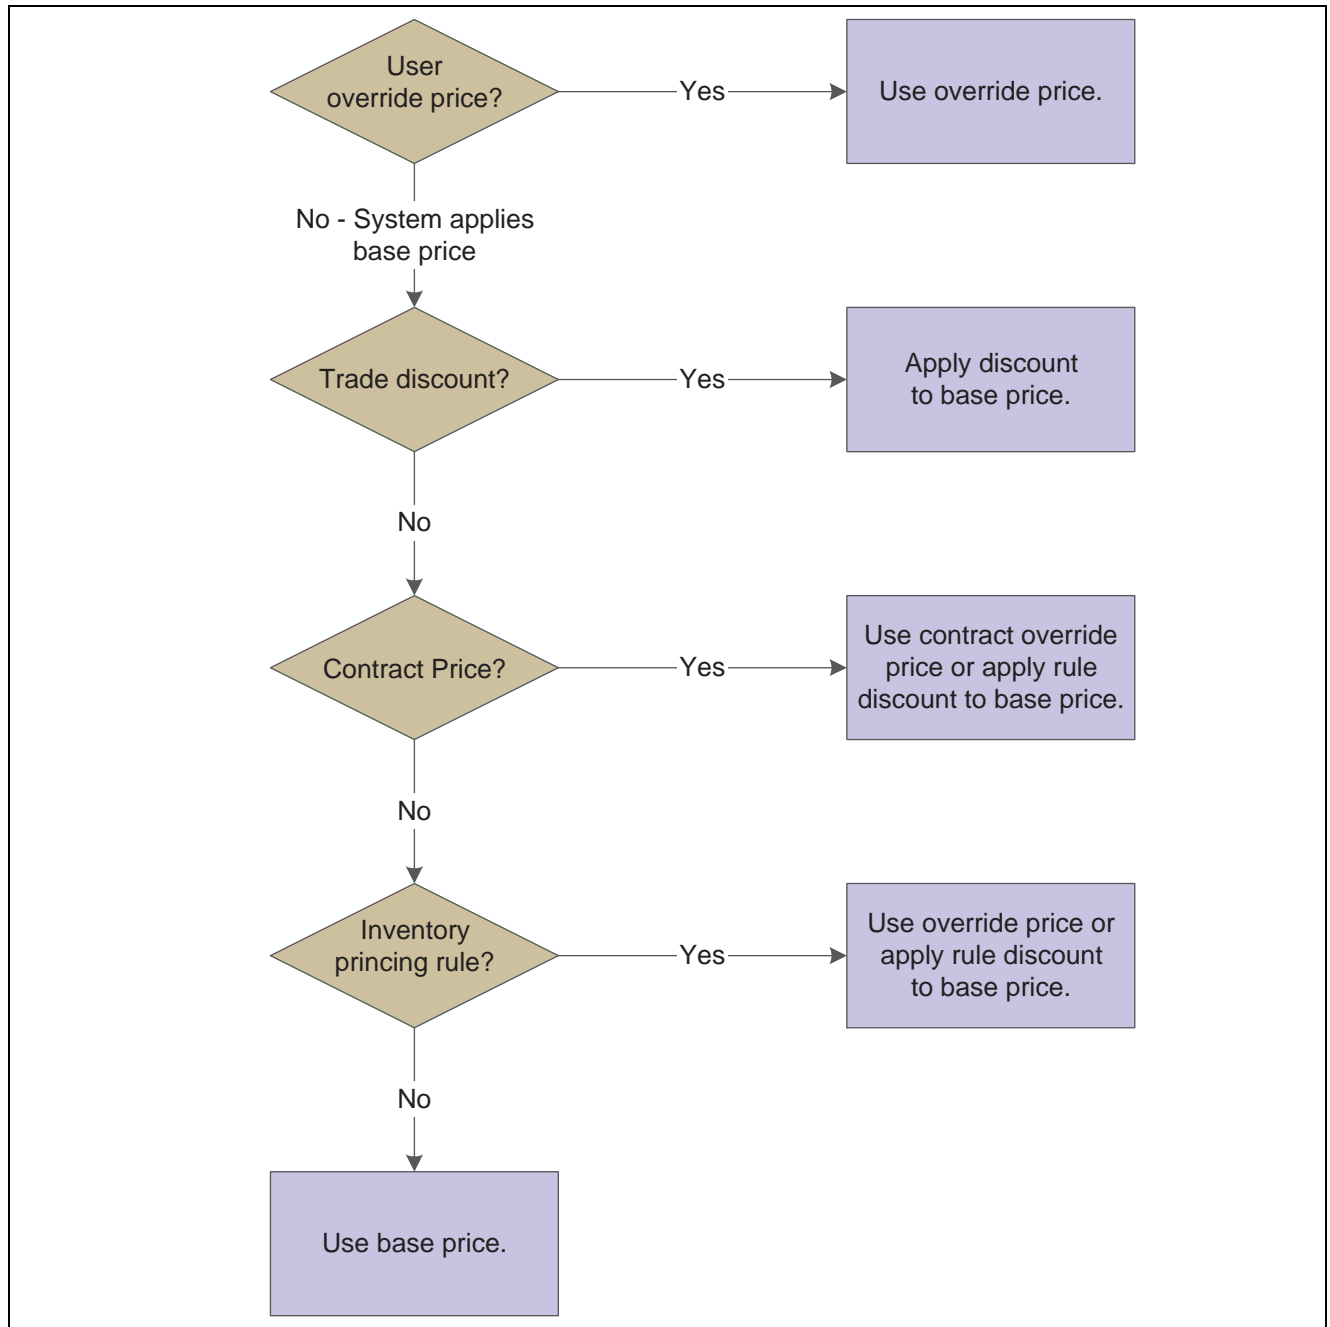 User
override price?
Yes
Use override price.
No - System applies
base price
Trade discount?
Yes
Apply discount
to base price.
No
Contract Price?
Yes
Use contract override
price or apply rule
discount to base price.
No
Inventory
princing rule?
Yes
Use override price or
apply rule discount
to base price.
No
Use base price.